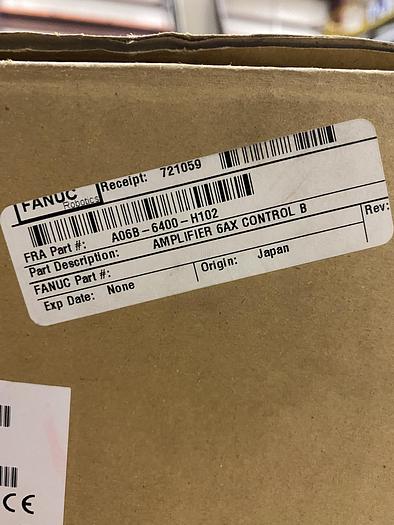 FANUC
Robotics
Receipt: 721059
FRA Part #: A06B-6400-H102
Part Description: AMPLIFIER 6AX CONTROL B
FANUC Part #:
Rev:
Exp Date: None
Origin: Japan
CE